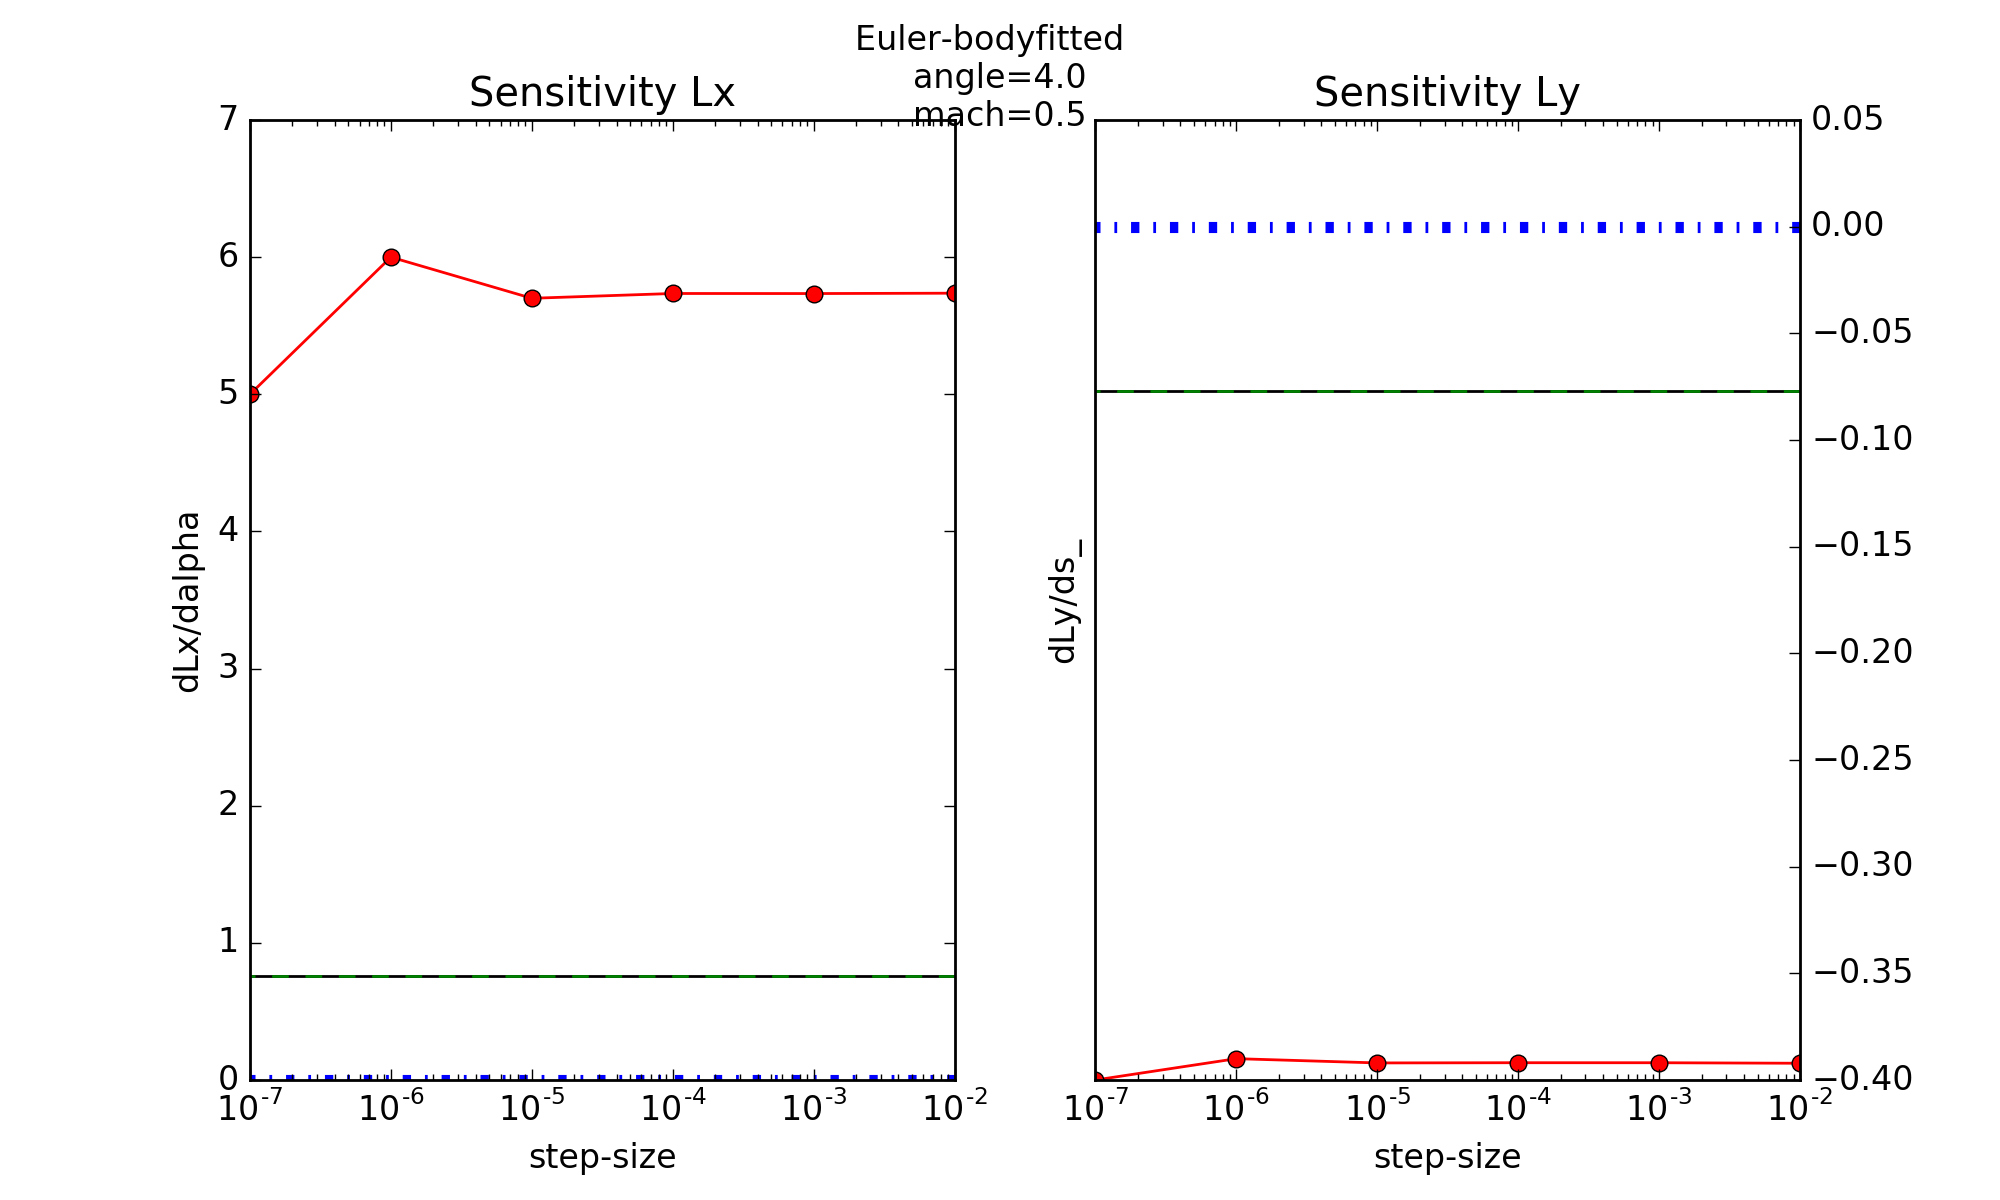 Euler-bodyfitted
angle=4.0
mach=0.5
Sensitivity Lx
7
6
5
4
3
2
1
0
dLx/dalpha
10^-7 10^-6 10^-5 10^-4 10^-3 10^-2
step-size
Sensitivity Ly
0.05
0.00
−0.05
−0.10
−0.15
−0.20
−0.25
−0.30
−0.35
−0.40
dLy/ds_
10^-7 10^-6 10^-5 10^-4 10^-3 10^-2
step-size